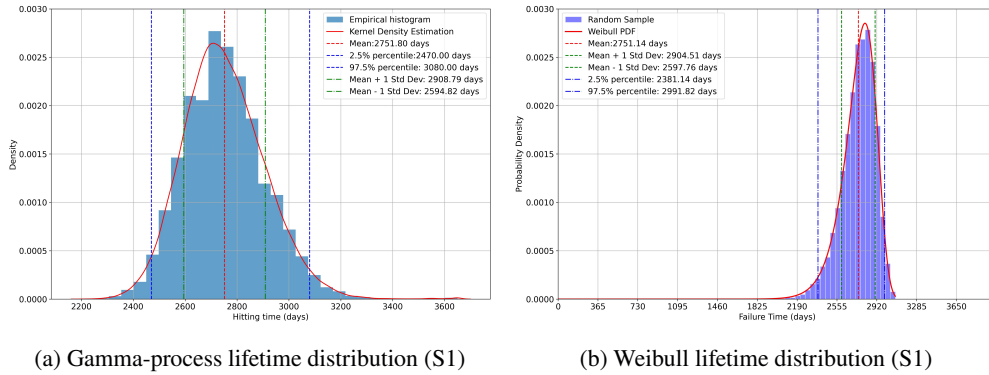 0.0030
0.0025
0.0020
0.0015
0.0010
0.0005
0.0000
Density
Empirical histogram
Kernel Density Estimation
Mean:2751.80 days
2.5% percentile:2470.00 days
97.5% percentile: 3080.00 days
Mean + 1 Std Dev: 2908.79 days
Mean - 1 Std Dev: 2594.82 days
2200 2400 2600 2800 3000 3200 3400 3600
Hitting time (days)
(a) Gamma-process lifetime distribution (S1)
0.0030
0.0025
0.0020
0.0015
0.0010
0.0005
0.0000
Probability Density
Random Sample
Weibull PDF
Mean:2751.14 days
Mean + 1 Std Dev: 2904.51 days
Mean - 1 Std Dev: 2597.76 days
2.5% percentile: 2381.14 days
97.5% percentile: 2991.82 days
0 365 730 1095 1460 1825 2190 2555 2920 3285 3650
Failure Time (days)
(b) Weibull lifetime distribution (S1)